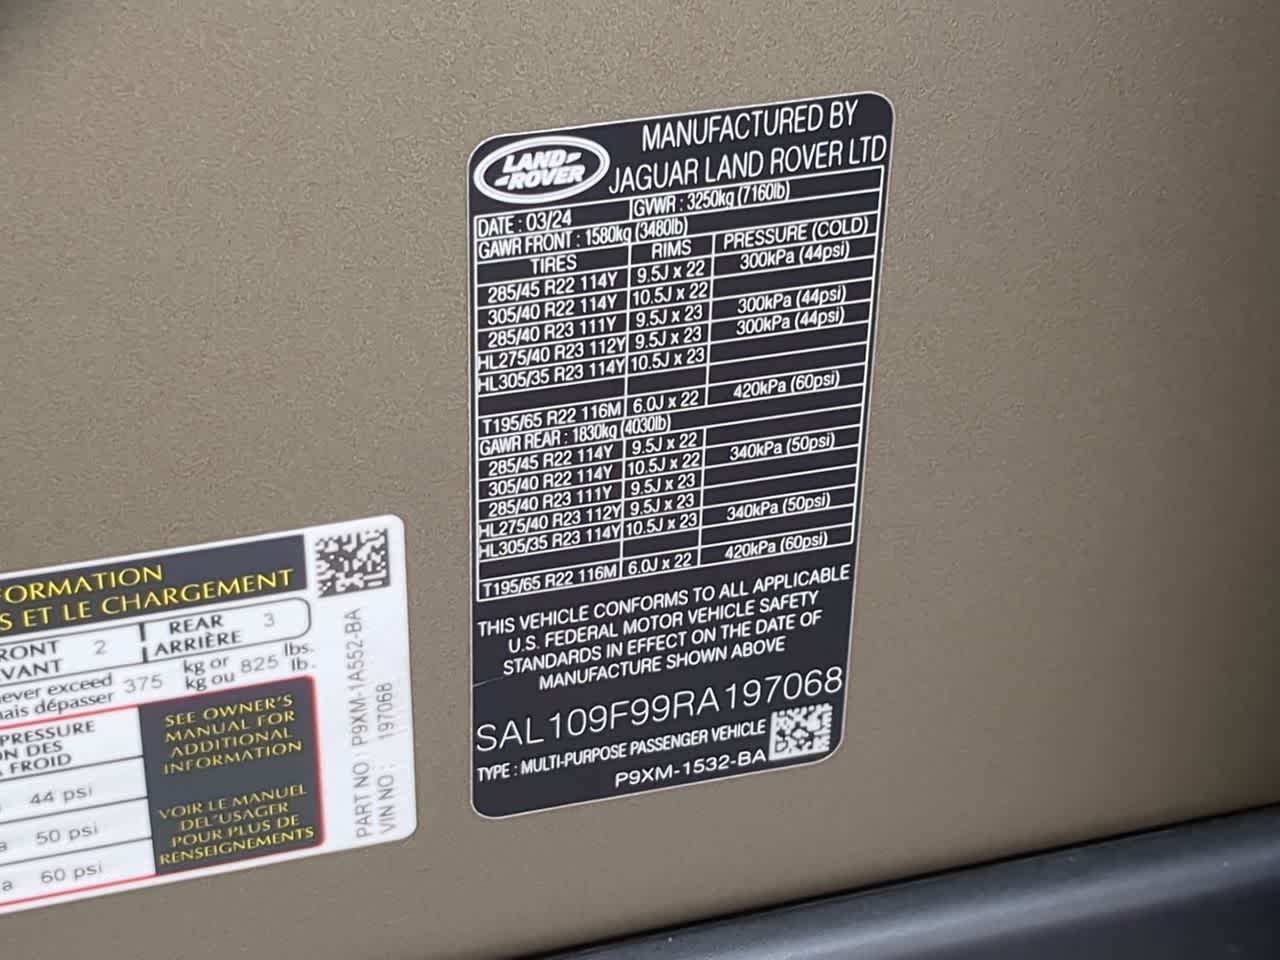 LAND-
-ROVER
MANUFACTURED BY
JAGUAR LAND ROVER LTD
DATE : 03/24 GVWR : 3250kg (7160lb)
GAWR FRONT : 1580kg (3480lb)
TIRES RIMS PRESSURE (COLD)
285/45 R22 114Y 9.5J x 22 300kPa (44psi)
305/40 R22 114Y 10.5J x 22
285/40 R23 111Y 9.5J x 23 300kPa (44psi)
HL275/40 R23 112Y 9.5J x 23 300kPa (44psi)
HL305/35 R23 114Y 10.5J x 23
T195/65 R22 116M 6.0J x 22 420kPa (60psi)
GAWR REAR : 1830kg (4030lb)
285/45 R22 114Y 9.5J x 22 340kPa (50psi)
305/40 R22 114Y 10.5J x 22
285/40 R23 111Y 9.5J x 23
HL275/40 R23 112Y 9.5J x 23 340kPa (50psi)
HL305/35 R23 114Y 10.5J x 23
T195/65 R22 116M 6.0J x 22 420kPa (60psi)
THIS VEHICLE CONFORMS TO ALL APPLICABLE
U.S. FEDERAL MOTOR VEHICLE SAFETY
STANDARDS IN EFFECT ON THE DATE OF
MANUFACTURE SHOWN ABOVE
SAL109F99RA197068
TYPE : MULTI-PURPOSE PASSENGER VEHICLE
P9XM-1532-BA
FORMATION
S ET LE CHARGEMENT
RONT 2 REAR 3
VANT ARRIÈRE
never exceed 375 kg or 825 lbs.
mais dépasser kg ou lb.
PRESSURE
ON DES
À FROID
44 psi
a 50 psi
a 60 psi
SEE OWNER'S
MANUAL FOR
ADDITIONAL
INFORMATION
VOIR LE MANUEL
DEL'USAGER
POUR PLUS DE
RENSEIGNEMENTS
PART NO : P9XM-1A552-BA
VIN NO : 197068